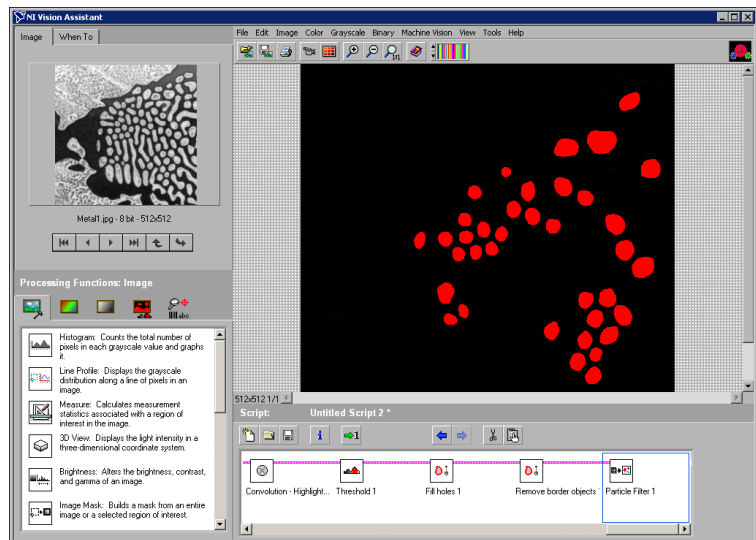 NI Vision Assistant
Image When To
File Edit Image Color Grayscale Binary Machine Vision View Tools Help
1:1
Metal1.jpg - 8 bit - 512x512
Processing Functions: Image
abc
Histogram: Counts the total number of
pixels in each grayscale value and graphs
it.
Line Profile: Displays the grayscale
distribution along a line of pixels in an
image.
Measure: Calculates measurement
statistics associated with a region of
interest in the image.
3D View: Displays the light intensity in a
three-dimensional coordinate system.
Brightness: Alters the brightness, contrast,
and gamma of an image.
Image Mask: Builds a mask from an entire
image or a selected region of interest.
512x512 1/1
Script: Untitled Script 2 *
i 1
Convolution - Highlight... Threshold 1 Fill holes 1 Remove border objects Particle Filter 1